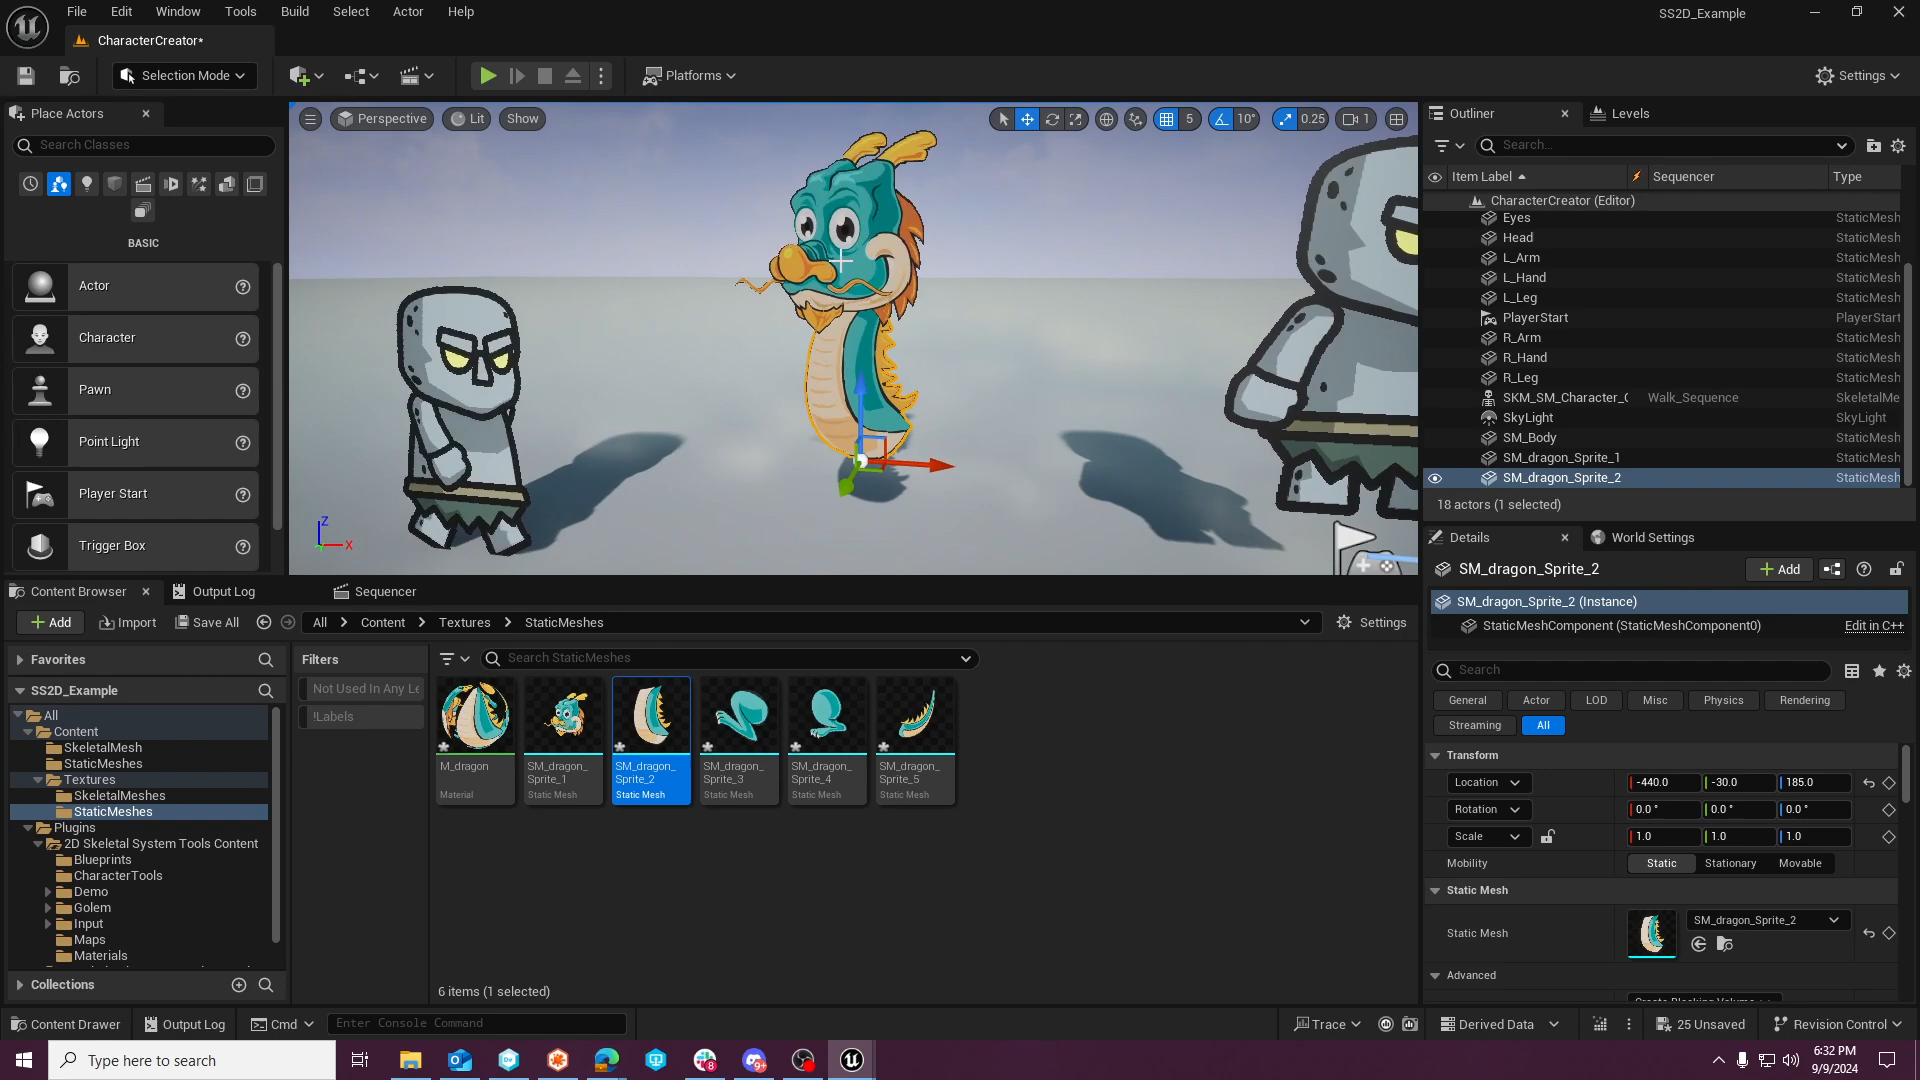 File Edit Window Tools Build Select Actor Help
SS2D_Example
CharacterCreator*
Selection Mode
Platforms
Settings
Place Actors
Search Classes
BASIC
Actor
Character
Pawn
Point Light
Player Start
Trigger Box
Perspective Lit Show
5 10° 0.25 1
Z
X
Outliner Levels
Search...
Item Label Sequencer Type
CharacterCreator (Editor)
Eyes StaticMesh
Head StaticMesh
L_Arm StaticMesh
L_Hand StaticMesh
L_Leg StaticMesh
PlayerStart PlayerStart
R_Arm StaticMesh
R_Hand StaticMesh
R_Leg StaticMesh
SKM_SM_Character_ Walk_Sequence SkeletalMe
SkyLight SkyLight
SM_Body StaticMesh
SM_dragon_Sprite_1 StaticMesh
SM_dragon_Sprite_2 StaticMesh
18 actors (1 selected)
Details World Settings
SM_dragon_Sprite_2 Add
SM_dragon_Sprite_2 (Instance)
StaticMeshComponent (StaticMeshComponent0) Edit in C++
Search
General Actor LOD Misc Physics Rendering
Streaming All
Transform
Location -440.0 -30.0 185.0
Rotation 0.0 ° 0.0 ° 0.0 °
Scale 1.0 1.0 1.0
Mobility Static Stationary Movable
Static Mesh
Static Mesh SM_dragon_Sprite_2
Advanced
Content Browser Output Log Sequencer
Add Import Save All All Content Textures StaticMeshes Settings
Favorites
SS2D_Example
All
Content
SkeletalMesh
StaticMeshes
Textures
SkeletalMeshes
StaticMeshes
Plugins
2D Skeletal System Tools Content
Blueprints
CharacterTools
Demo
Golem
Input
Maps
Materials
Collections
Filters
Not Used In Any Le
!Labels
Search StaticMeshes
M_dragon
Material
SM_dragon_
Sprite_1
Static Mesh
SM_dragon_
Sprite_2
Static Mesh
SM_dragon_
Sprite_3
Static Mesh
SM_dragon_
Sprite_4
Static Mesh
SM_dragon_
Sprite_5
Static Mesh
6 items (1 selected)
Content Drawer Output Log Cmd Enter Console Command Trace Derived Data 25 Unsaved Revision Control
Type here to search
8
9+
6:32 PM
9/9/2024